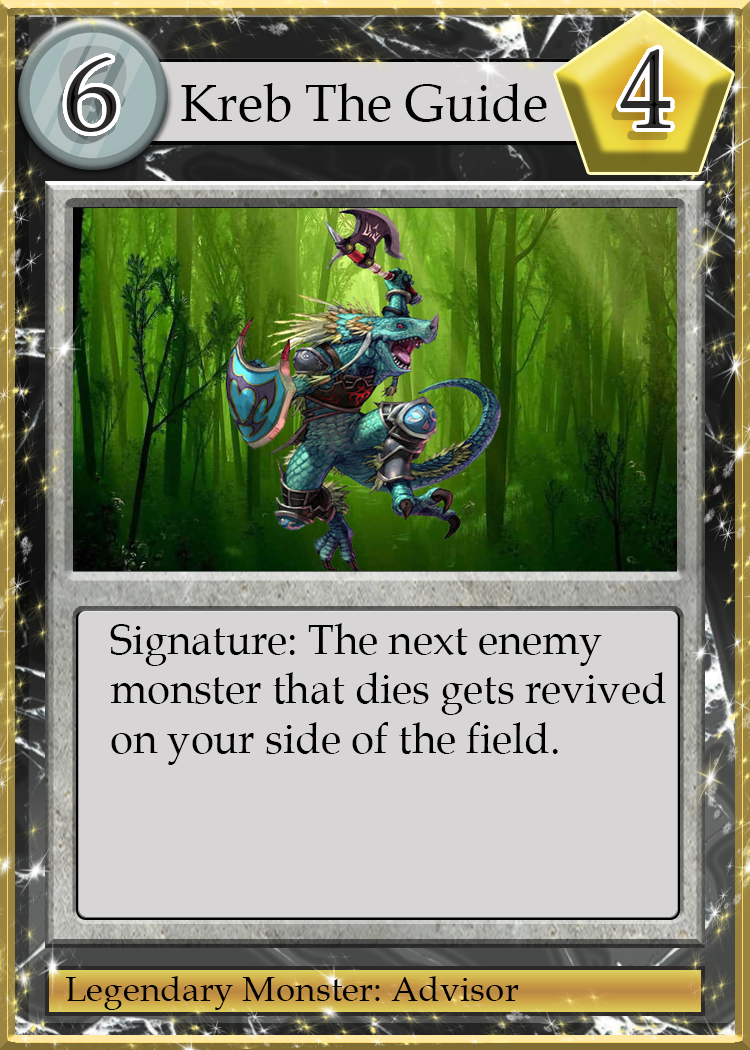 6
Kreb The Guide
4
Signature: The next enemy
monster that dies gets revived
on your side of the field.
Legendary Monster: Advisor